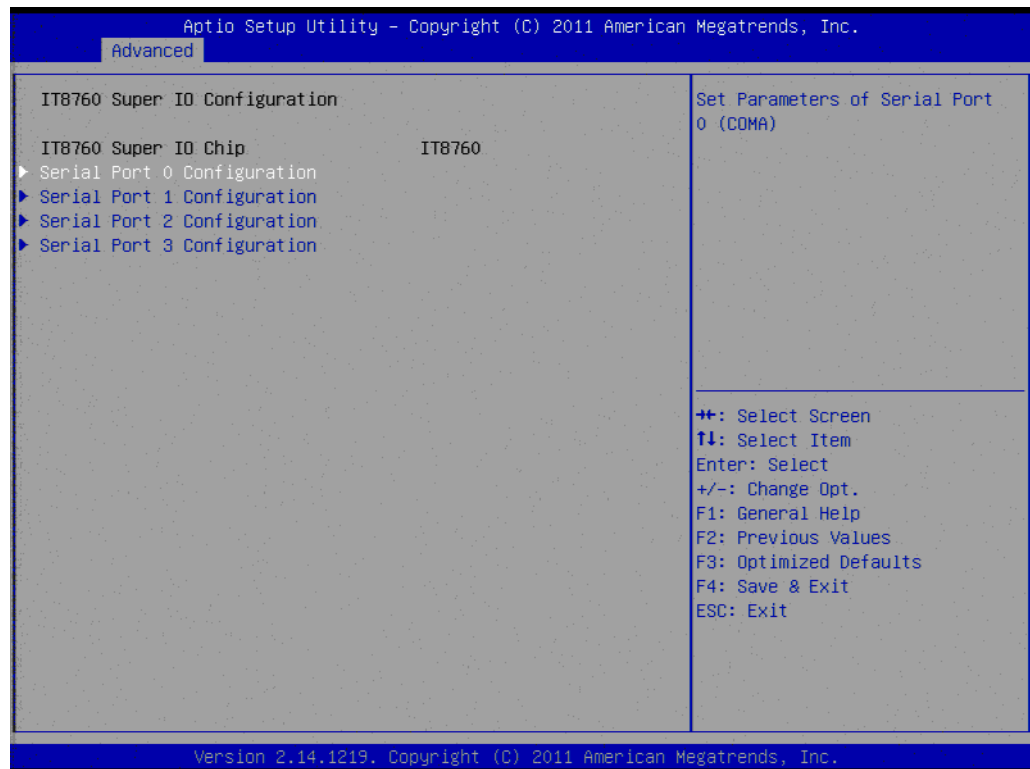 Aptio Setup Utility – Copyright (C) 2011 American Megatrends, Inc.
Advanced
IT8760 Super IO Configuration
IT8760 Super IO Chip IT8760
Serial Port 0 Configuration
Serial Port 1 Configuration
Serial Port 2 Configuration
Serial Port 3 Configuration
Set Parameters of Serial Port
0 (COMA)
→←: Select Screen
↑↓: Select Item
Enter: Select
+/-: Change Opt.
F1: General Help
F2: Previous Values
F3: Optimized Defaults
F4: Save & Exit
ESC: Exit
Version 2.14.1219. Copyright (C) 2011 American Megatrends, Inc.